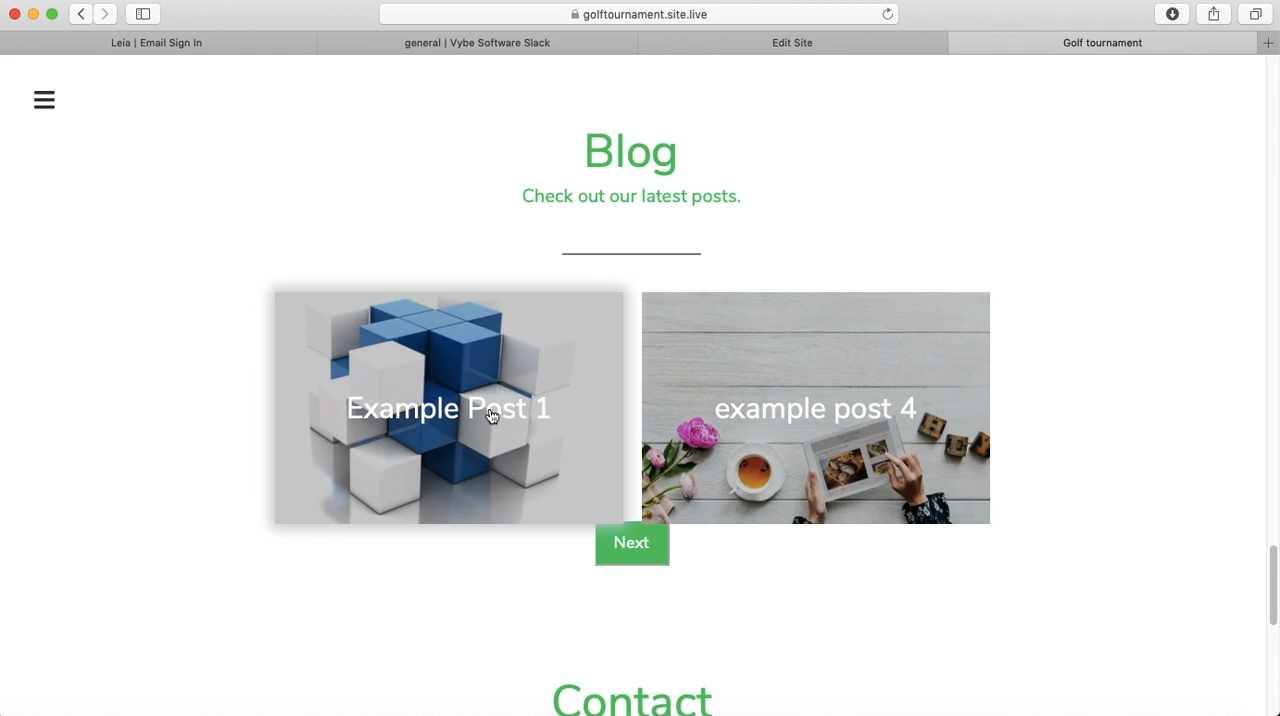 golftournament.site.live
Leia | Email Sign In
general | Vybe Software Slack
Edit Site
Golf tournament
Blog
Check out our latest posts.
Example Post 1
example post 4
Next
Contact